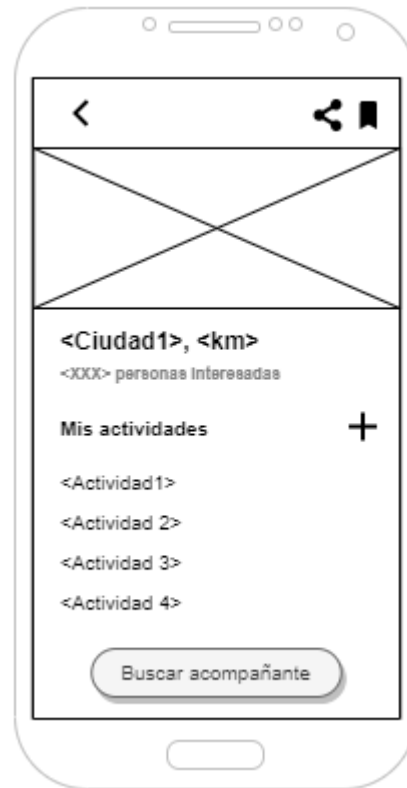 <Ciudad1>, <km>
<XXX> personas interesadas
Mis actividades
<Actividad1>
<Actividad 2>
<Actividad 3>
<Actividad 4>
Buscar acompañante